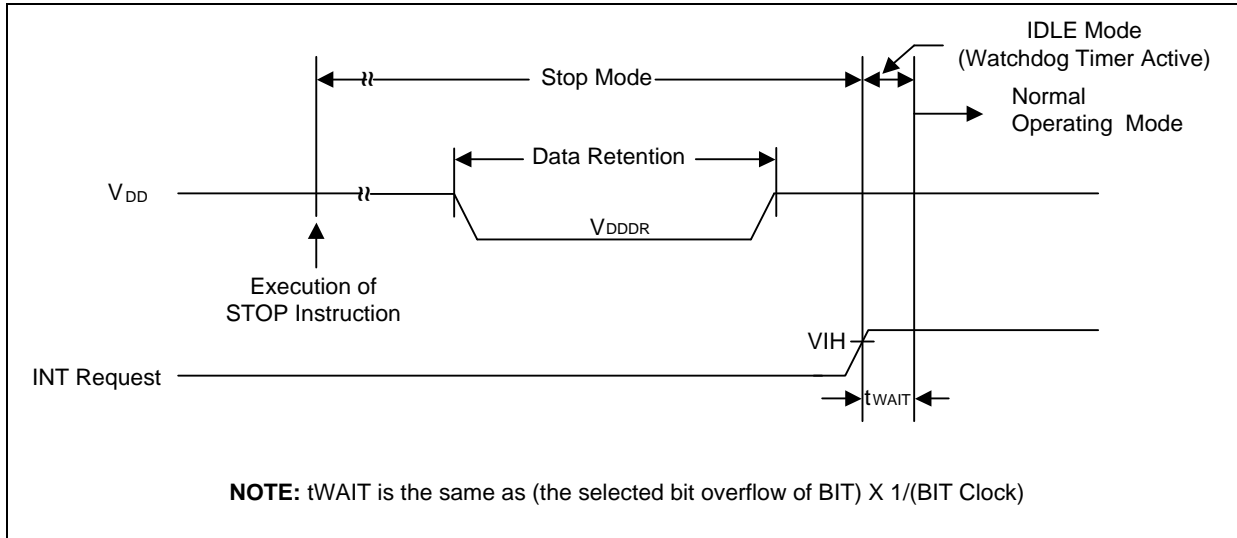 IDLE Mode
(Watchdog Timer Active)
Stop Mode
Normal
Operating Mode
Data Retention
VDD
VDDDR
Execution of
STOP Instruction
VIH
INT Request
tWAIT
NOTE: tWAIT is the same as (the selected bit overflow of BIT) X 1/(BIT Clock)